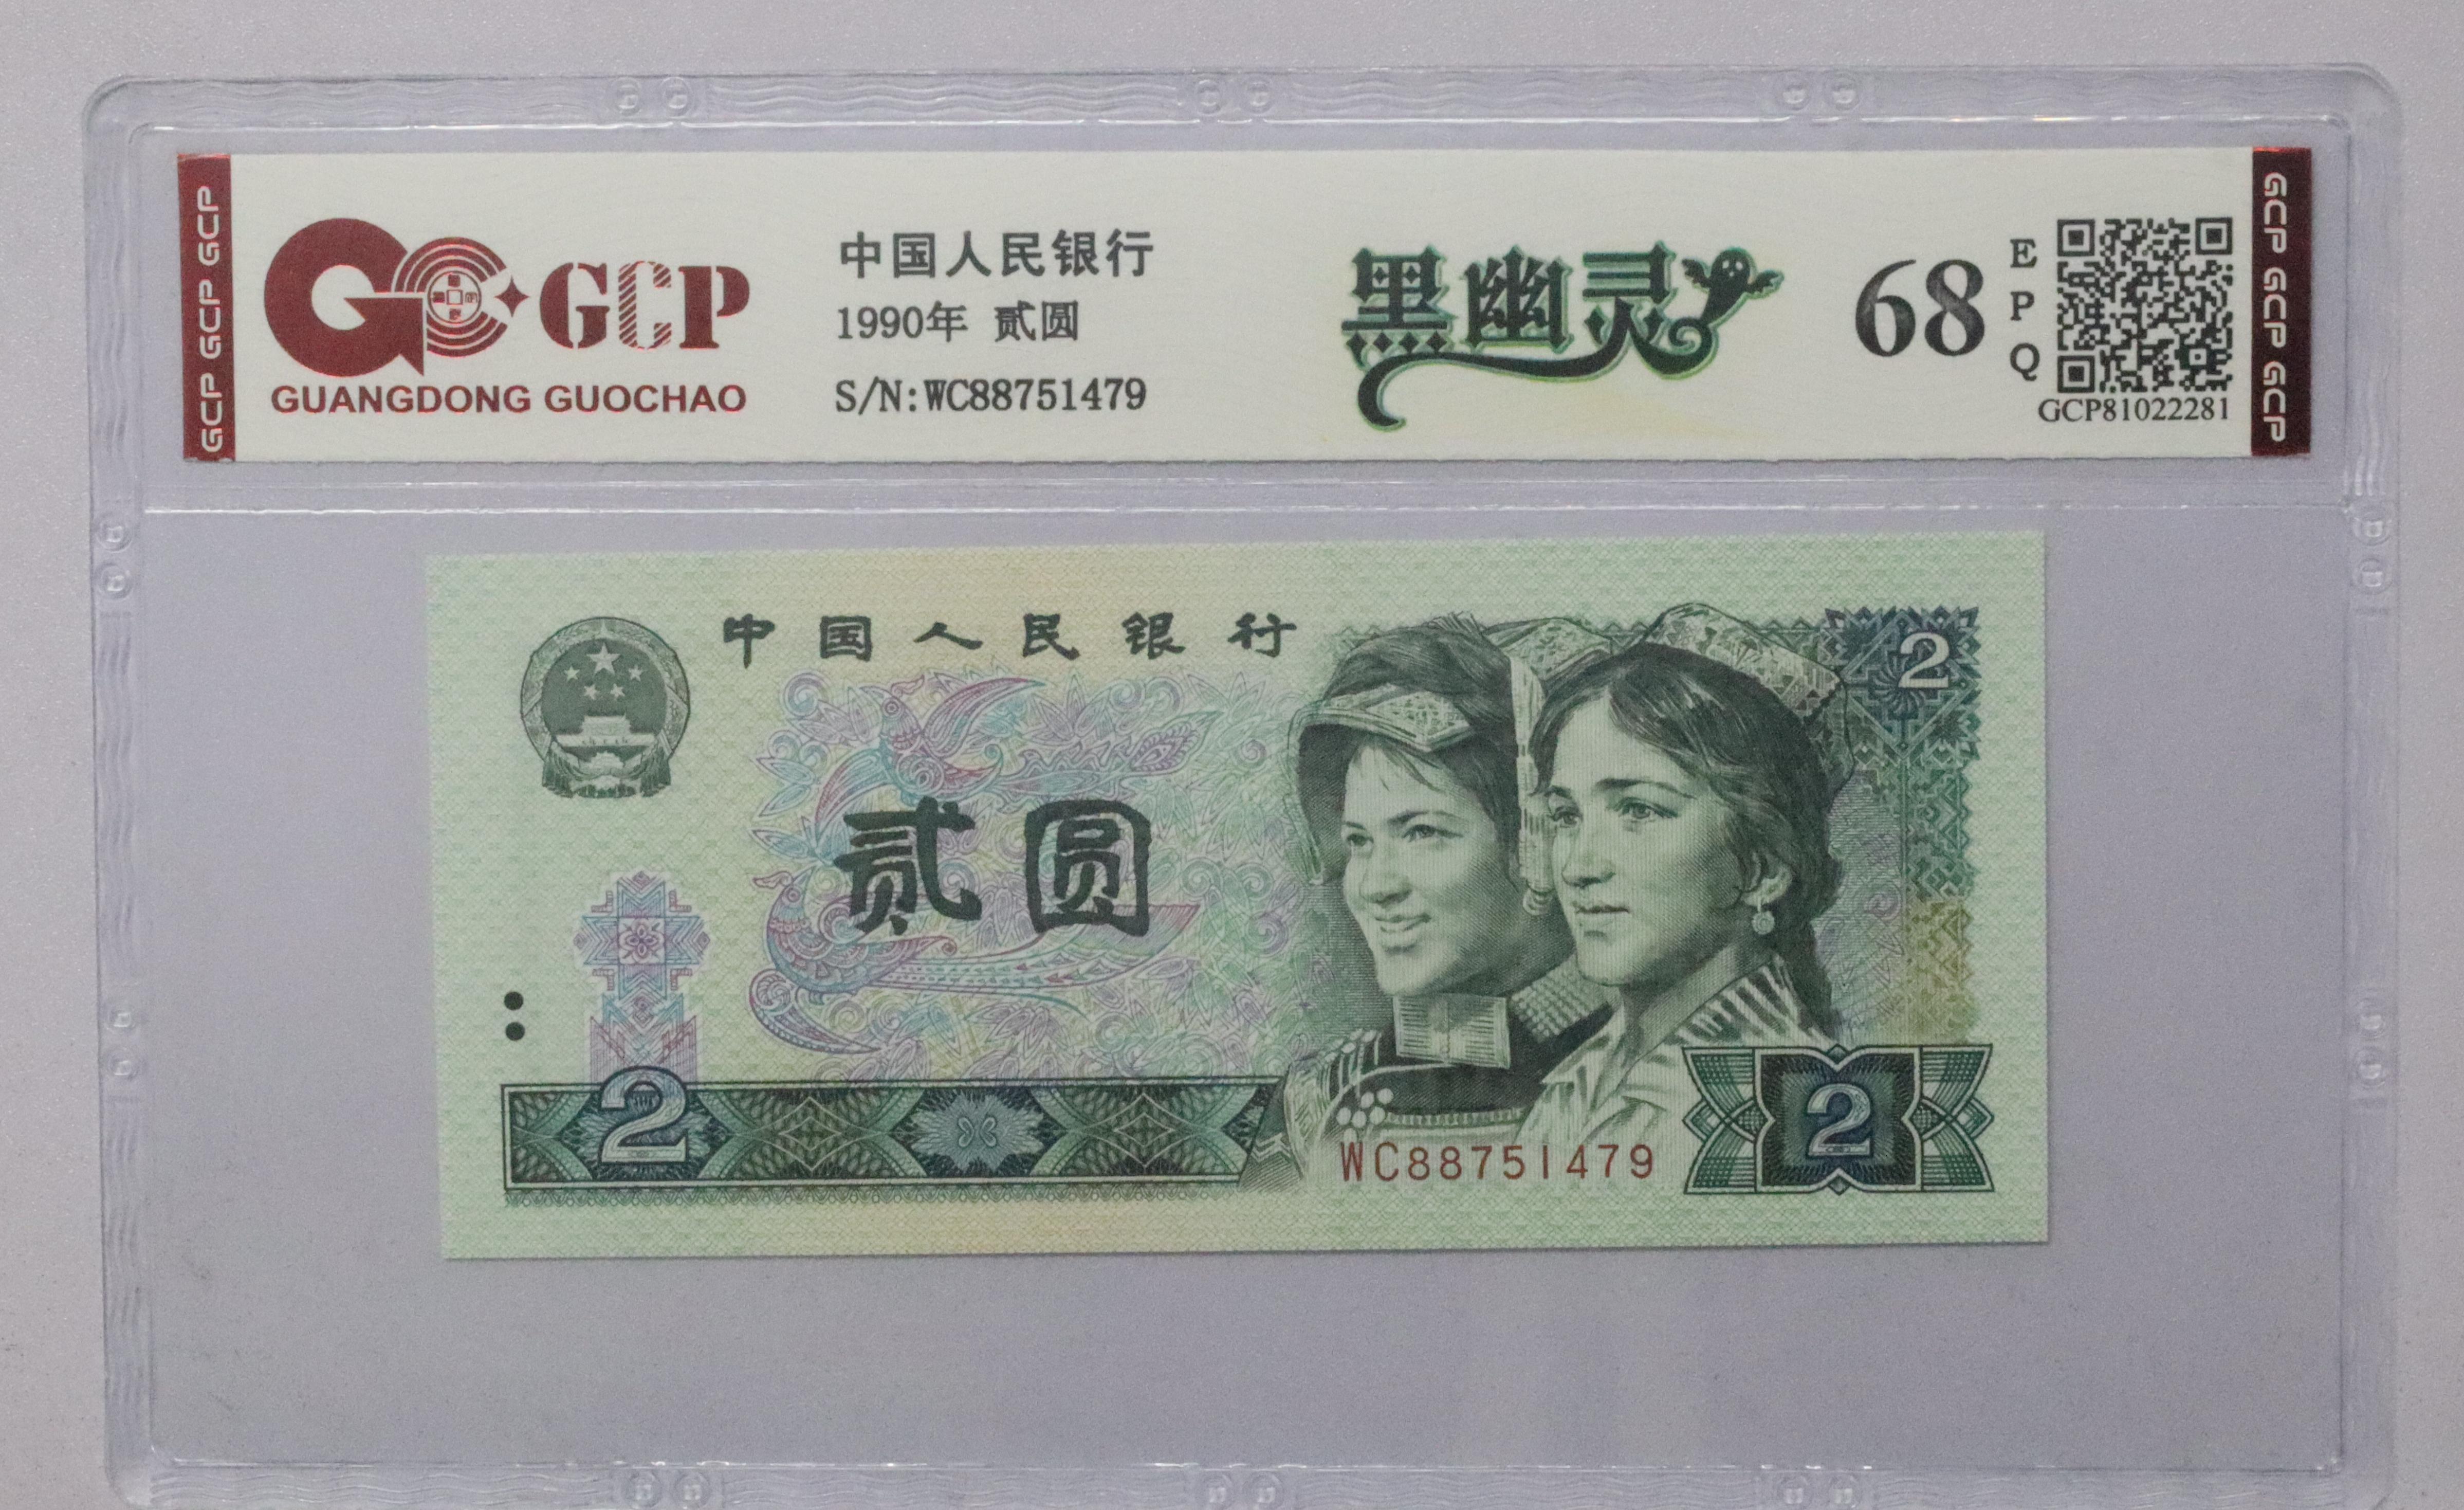 GCP GCP GCP
GCP
GUANGDONG GUOCHAO
中国人民银行
1990年 贰圆
S/N:WC88751479
黑幽灵
68
EPQ
GCP81022281
GCP GCP GCP
中国人民银行
2
贰圆
2
WC88751479
2